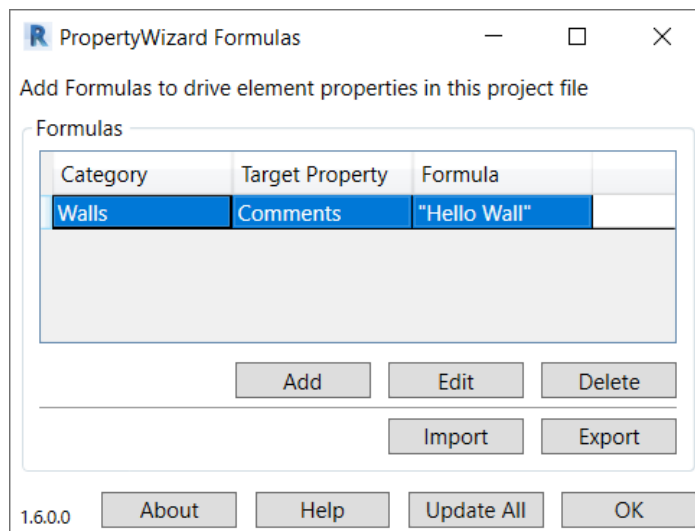 PropertyWizard Formulas
Add Formulas to drive element properties in this project file
Formulas
Category Target Property Formula
Walls Comments "Hello Wall"
Add Edit Delete
Import Export
1.6.0.0 About Help Update All OK